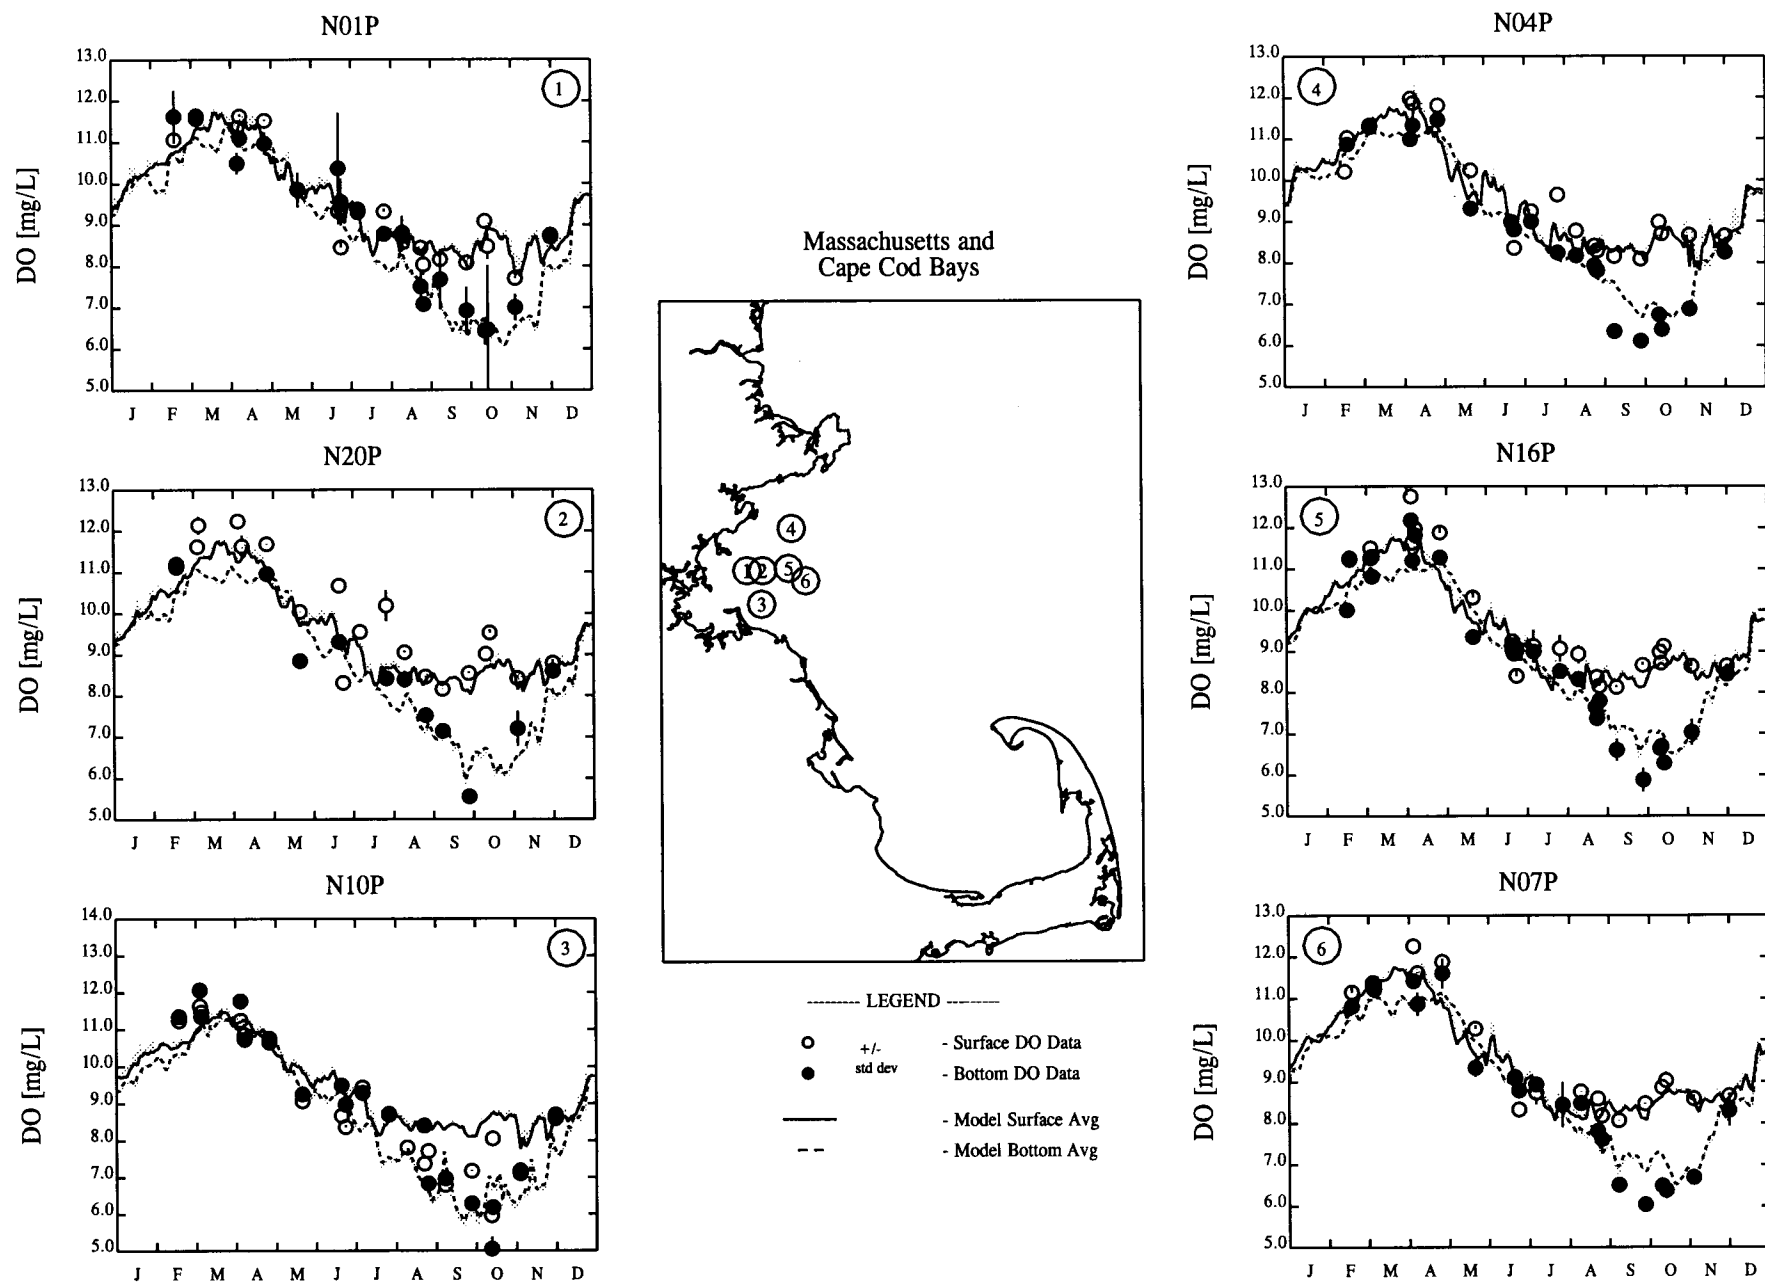 N01P
13.0
12.0
11.0
10.0
9.0
8.0
7.0
6.0
5.0
DO [mg/L]
1
J F M A M J J A S O N D
N20P
13.0
12.0
11.0
10.0
9.0
8.0
7.0
6.0
5.0
DO [mg/L]
2
J F M A M J J A S O N D
N10P
14.0
13.0
12.0
11.0
10.0
9.0
8.0
7.0
6.0
5.0
DO [mg/L]
3
J F M A M J J A S O N D
Massachusetts and
Cape Cod Bays
4
1 2 5
6
3
--------- LEGEND ---------
+/-
std dev
- Surface DO Data
- Bottom DO Data
- Model Surface Avg
- Model Bottom Avg
N04P
13.0
12.0
11.0
10.0
9.0
8.0
7.0
6.0
5.0
DO [mg/L]
4
J F M A M J J A S O N D
N16P
13.0
12.0
11.0
10.0
9.0
8.0
7.0
6.0
5.0
DO [mg/L]
5
J F M A M J J A S O N D
N07P
13.0
12.0
11.0
10.0
9.0
8.0
7.0
6.0
5.0
DO [mg/L]
6
J F M A M J J A S O N D